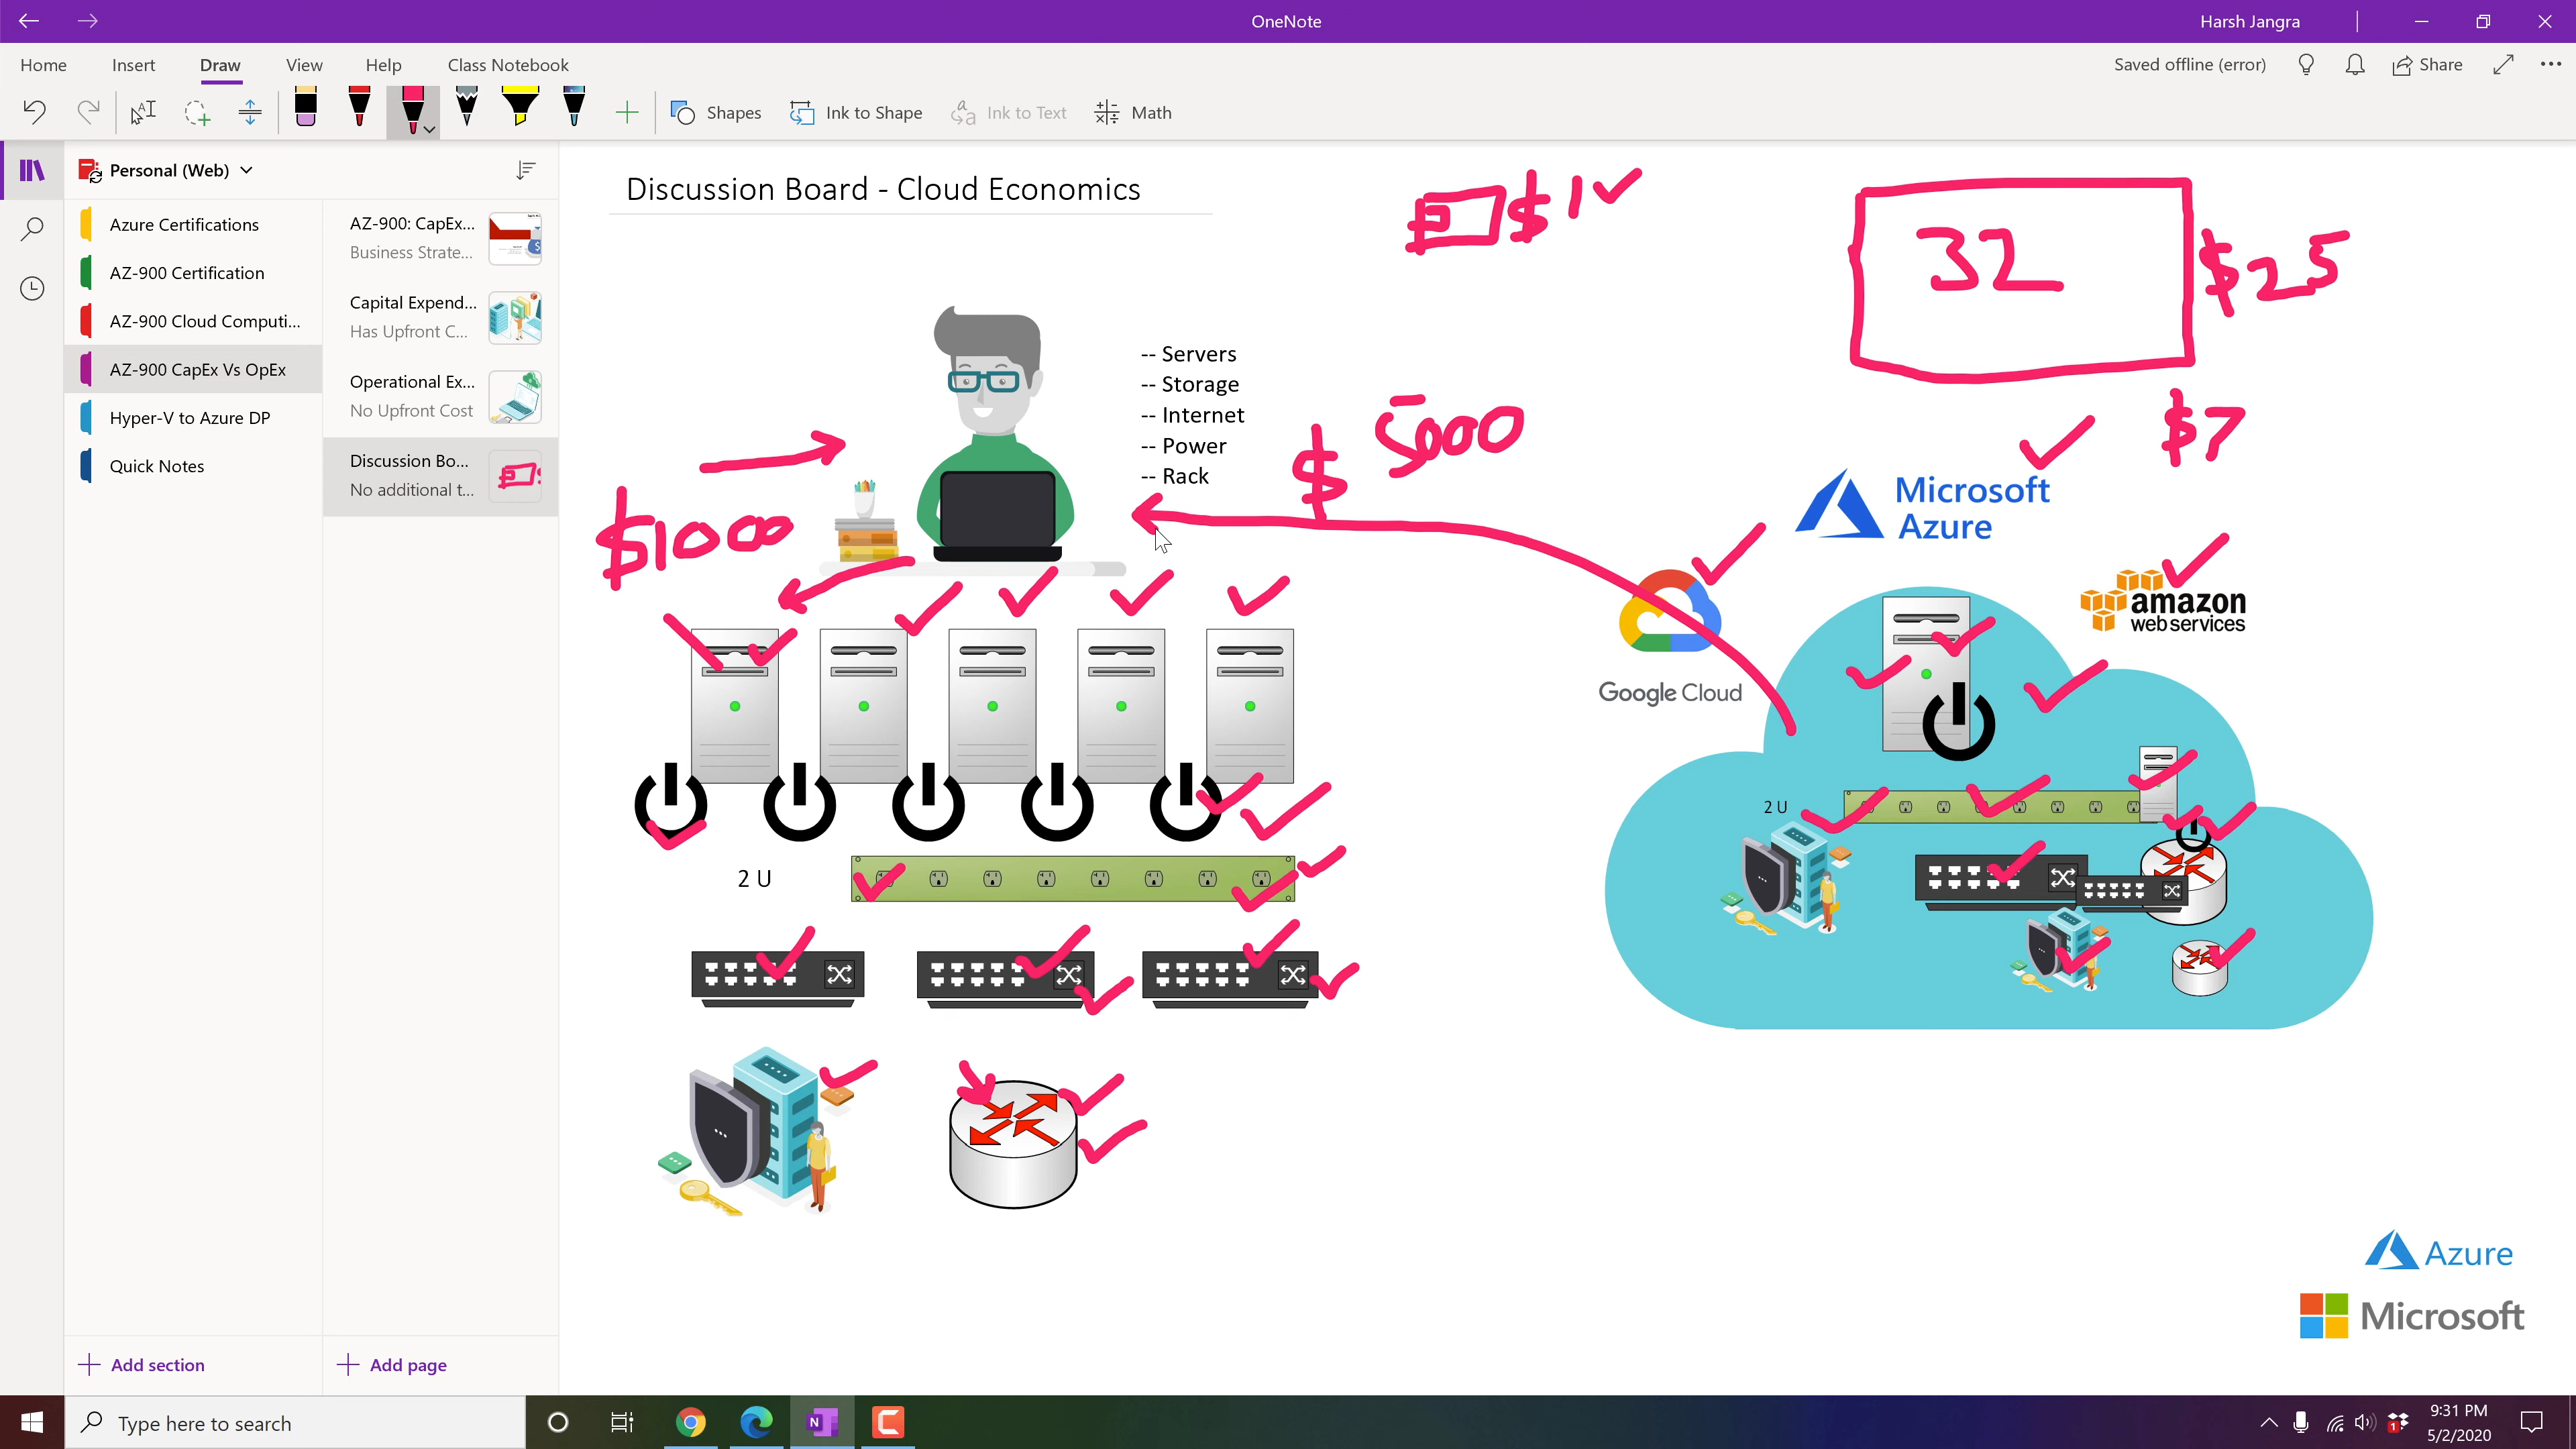 OneNote
Harsh Jangra
Home Insert Draw View Help Class Notebook
Saved offline (error)
Share
Shapes
Ink to Shape
Ink to Text
Math
Personal (Web)
Azure Certifications
AZ-900 Certification
AZ-900 Cloud Computi...
AZ-900 CapEx Vs OpEx
Hyper-V to Azure DP
Quick Notes
Add section
AZ-900: CapEx...
Business Strate...
Capital Expend...
Has Upfront C...
Operational Ex...
No Upfront Cost
Discussion Bo...
No additional t...
Add page
Discussion Board - Cloud Economics
$1
32
$25
-- Servers
-- Storage
-- Internet
-- Power
-- Rack
$ 5000
$7
$1000
Microsoft
Azure
amazon
web services
Google Cloud
2 U
2 U
Azure
Microsoft
Type here to search
9:31 PM
5/2/2020